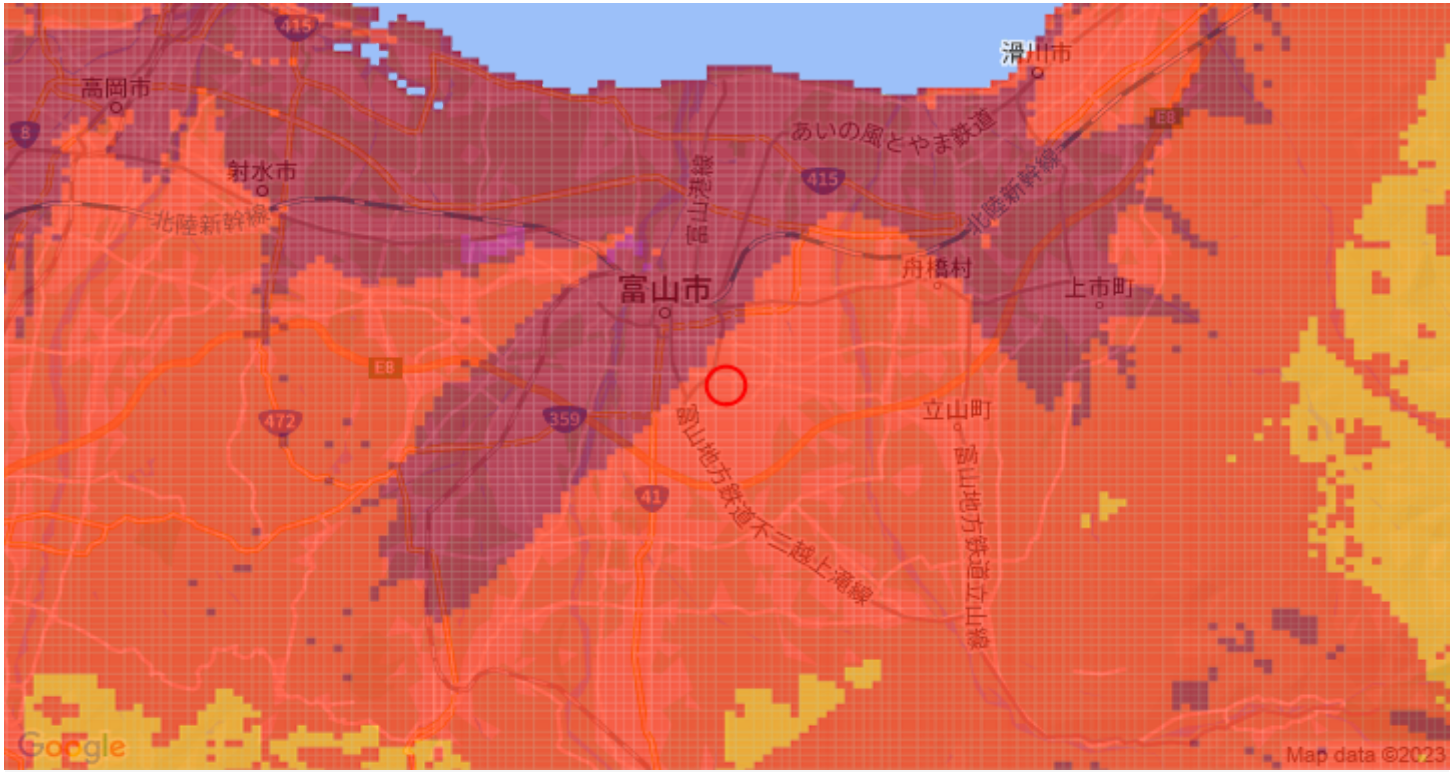 415
滑川市
高岡市
E8
8
あいの風とやま鉄道
射水市
富山港線
415
北陸新幹線
北陸新幹線
舟橋村
富山市
上市町
E8
立山町
472
359
富山地方鉄道不二越上滝線
富山地方鉄道立山線
41
Google
Map data ©2023